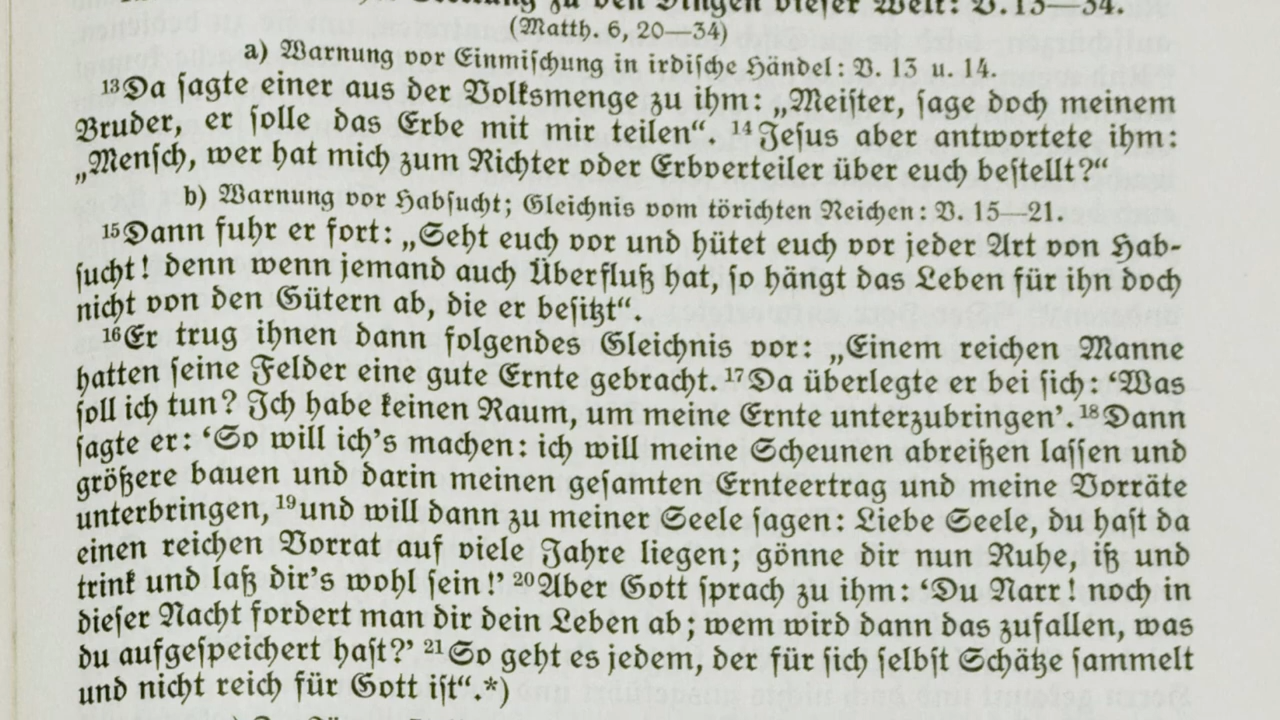 zu den Dingen dieser Welt: V. 13—34.
(Matth. 6, 20—34)
a) Warnung vor Einmischung in irdische Händel: V. 13 u. 14.
¹³Da sagte einer aus der Volksmenge zu ihm: „Meister, sage doch meinem
Bruder, er solle das Erbe mit mir teilen“. ¹⁴Jesus aber antwortete ihm:
„Mensch, wer hat mich zum Richter oder Erbverteiler über euch bestellt?“
b) Warnung vor Habsucht; Gleichnis vom törichten Reichen: V. 15—21.
¹⁵Dann fuhr er fort: „Seht euch vor und hütet euch vor jeder Art von Hab-
sucht! denn wenn jemand auch Überfluß hat, so hängt das Leben für ihn doch
nicht von den Gütern ab, die er besitzt“.
¹⁶Er trug ihnen dann folgendes Gleichnis vor: „Einem reichen Manne
hatten seine Felder eine gute Ernte gebracht. ¹⁷Da überlegte er bei sich: ‘Was
soll ich tun? Ich habe keinen Raum, um meine Ernte unterzubringen’. ¹⁸Dann
sagte er: ‘So will ich’s machen: ich will meine Scheunen abreißen lassen und
größere bauen und darin meinen gesamten Ernteertrag und meine Vorräte
unterbringen, ¹⁹und will dann zu meiner Seele sagen: Liebe Seele, du hast da
einen reichen Vorrat auf viele Jahre liegen; gönne dir nun Ruhe, iß und
trink und laß dir’s wohl sein!’ ²⁰Aber Gott sprach zu ihm: ‘Du Narr! noch in
dieser Nacht fordert man dir dein Leben ab; wem wird dann das zufallen, was
du aufgespeichert hast?’ ²¹So geht es jedem, der für sich selbst Schätze sammelt
und nicht reich für Gott ist“.*)